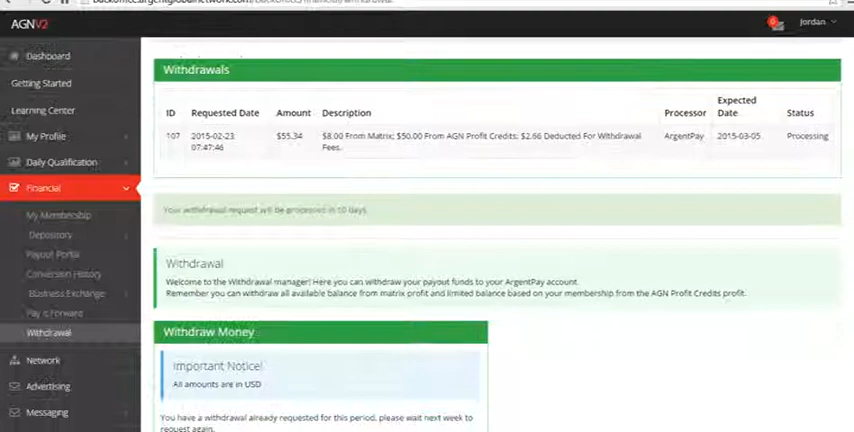 AGNV2
0
Jordan
Dashboard
Getting Started
Learning Center
My Profile
Daily Qualification
Financial
My Membership
Depository
Payout Portal
Conversion History
Business Exchange
Pay it Forward
Withdrawal
Network
Advertising
Messaging
Withdrawals
ID Requested Date Amount Description Processor Expected Date Status
107 2015-02-23 07:47:46 $55.34 $8.00 From Matrix; $50.00 From AGN Profit Credits; $2.66 Deducted For Withdrawal Fees. ArgentPay 2015-03-05 Processing
Your withdrawal request will be processed in 10 days.
Withdrawal
Welcome to the Withdrawal manager! Here you can withdraw your payout funds to your ArgentPay account.
Remember you can withdraw all available balance from matrix profit and limited balance based on your membership from the AGN Profit Credits profit.
Withdraw Money
Important Notice!
All amounts are in USD
You have a withdrawal already requested for this period, please wait next week to
request again.